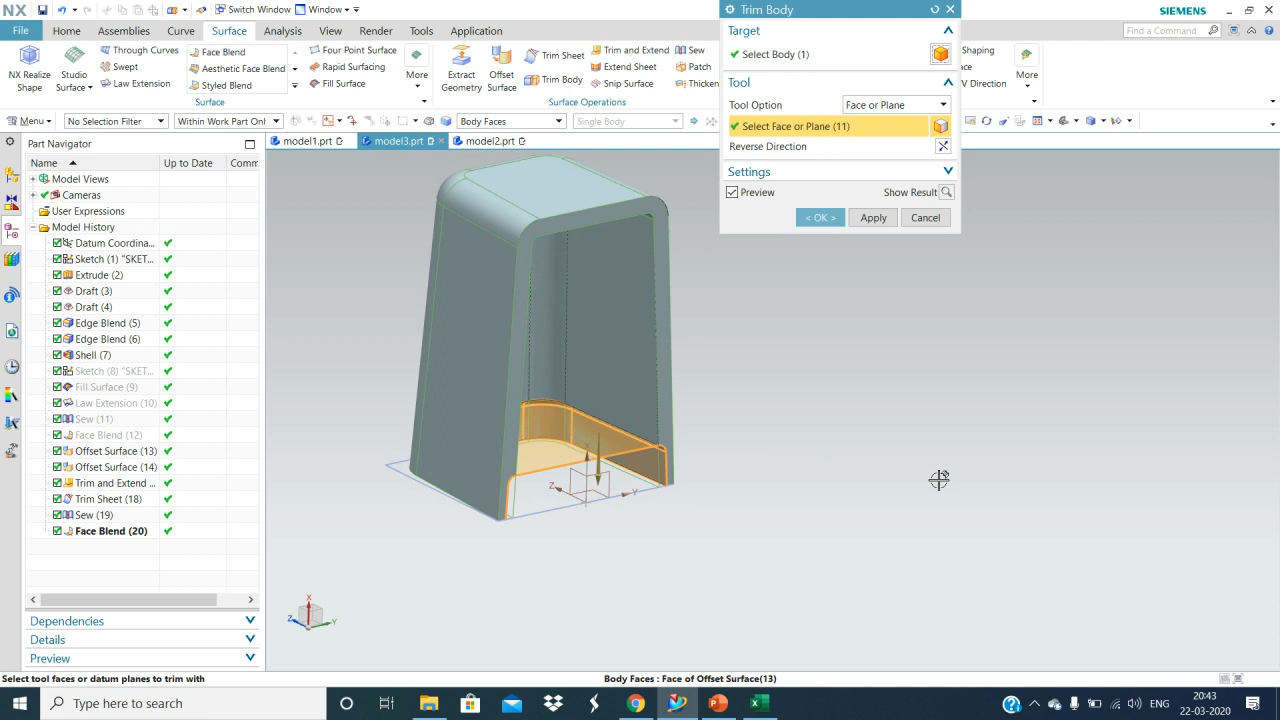 NX
Switch Window
Window
Trim Body
SIEMENS
File
Home
Assemblies
Curve
Surface
Analysis
View
Render
Tools
Application
Find a Command
NX Realize Shape
Studio Surface
Through Curves
Swept
Law Extension
Face Blend
Aesthetic Face Blend
Styled Blend
Four Point Surface
Rapid Surfacing
Fill Surface
More
Surface
Extract Geometry
Offset Surface
Trim Sheet
Trim Body
Trim and Extend
Extend Sheet
Snip Surface
Sew
Patch
Thicken
Surface Operations
Target
Select Body (1)
Tool
Tool Option
Face or Plane
Select Face or Plane (11)
Reverse Direction
Settings
Preview
Show Result
< OK >
Apply
Cancel
Shaping
ace
V Direction
More
Menu
No Selection Filter
Within Work Part Onl
Body Faces
Single Body
Part Navigator
model1.prt
model3.prt
model2.prt
Name
Up to Date
Comm
Model Views
Cameras
User Expressions
Model History
Datum Coordina...
Sketch (1) "SKET...
Extrude (2)
Draft (3)
Draft (4)
Edge Blend (5)
Edge Blend (6)
Shell (7)
Sketch (8) "SKET...
Fill Surface (9)
Law Extension (10)
Sew (11)
Face Blend (12)
Offset Surface (13)
Offset Surface (14)
Trim and Extend ...
Trim Sheet (18)
Sew (19)
Face Blend (20)
Z
Y
X
Z
Y
Dependencies
Details
Preview
Select tool faces or datum planes to trim with
Body Faces : Face of Offset Surface(13)
Type here to search
ENG
20:43
22-03-2020